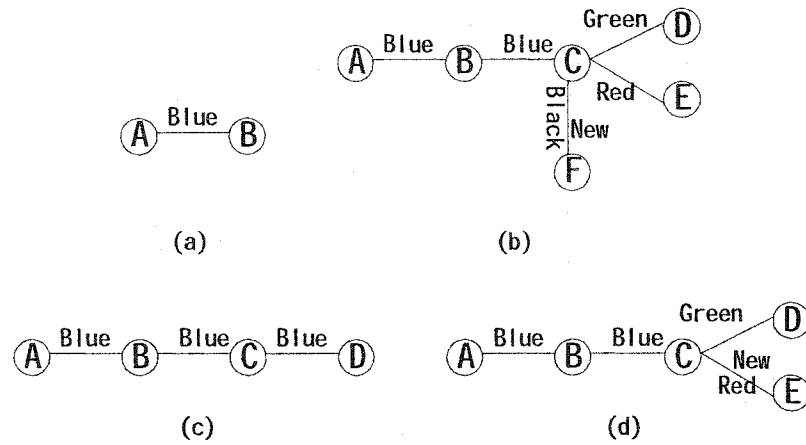 A Blue B
(a)
A Blue B Blue C Green D
Red E
Black New
F
(b)
A Blue B Blue C Blue D
(c)
A Blue B Blue C Green D
New
Red E
(d)